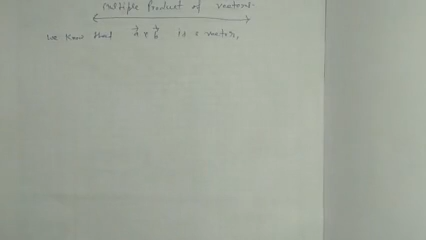 multiple Product of vectors.
we know that a⃗ × b⃗ is a vector,